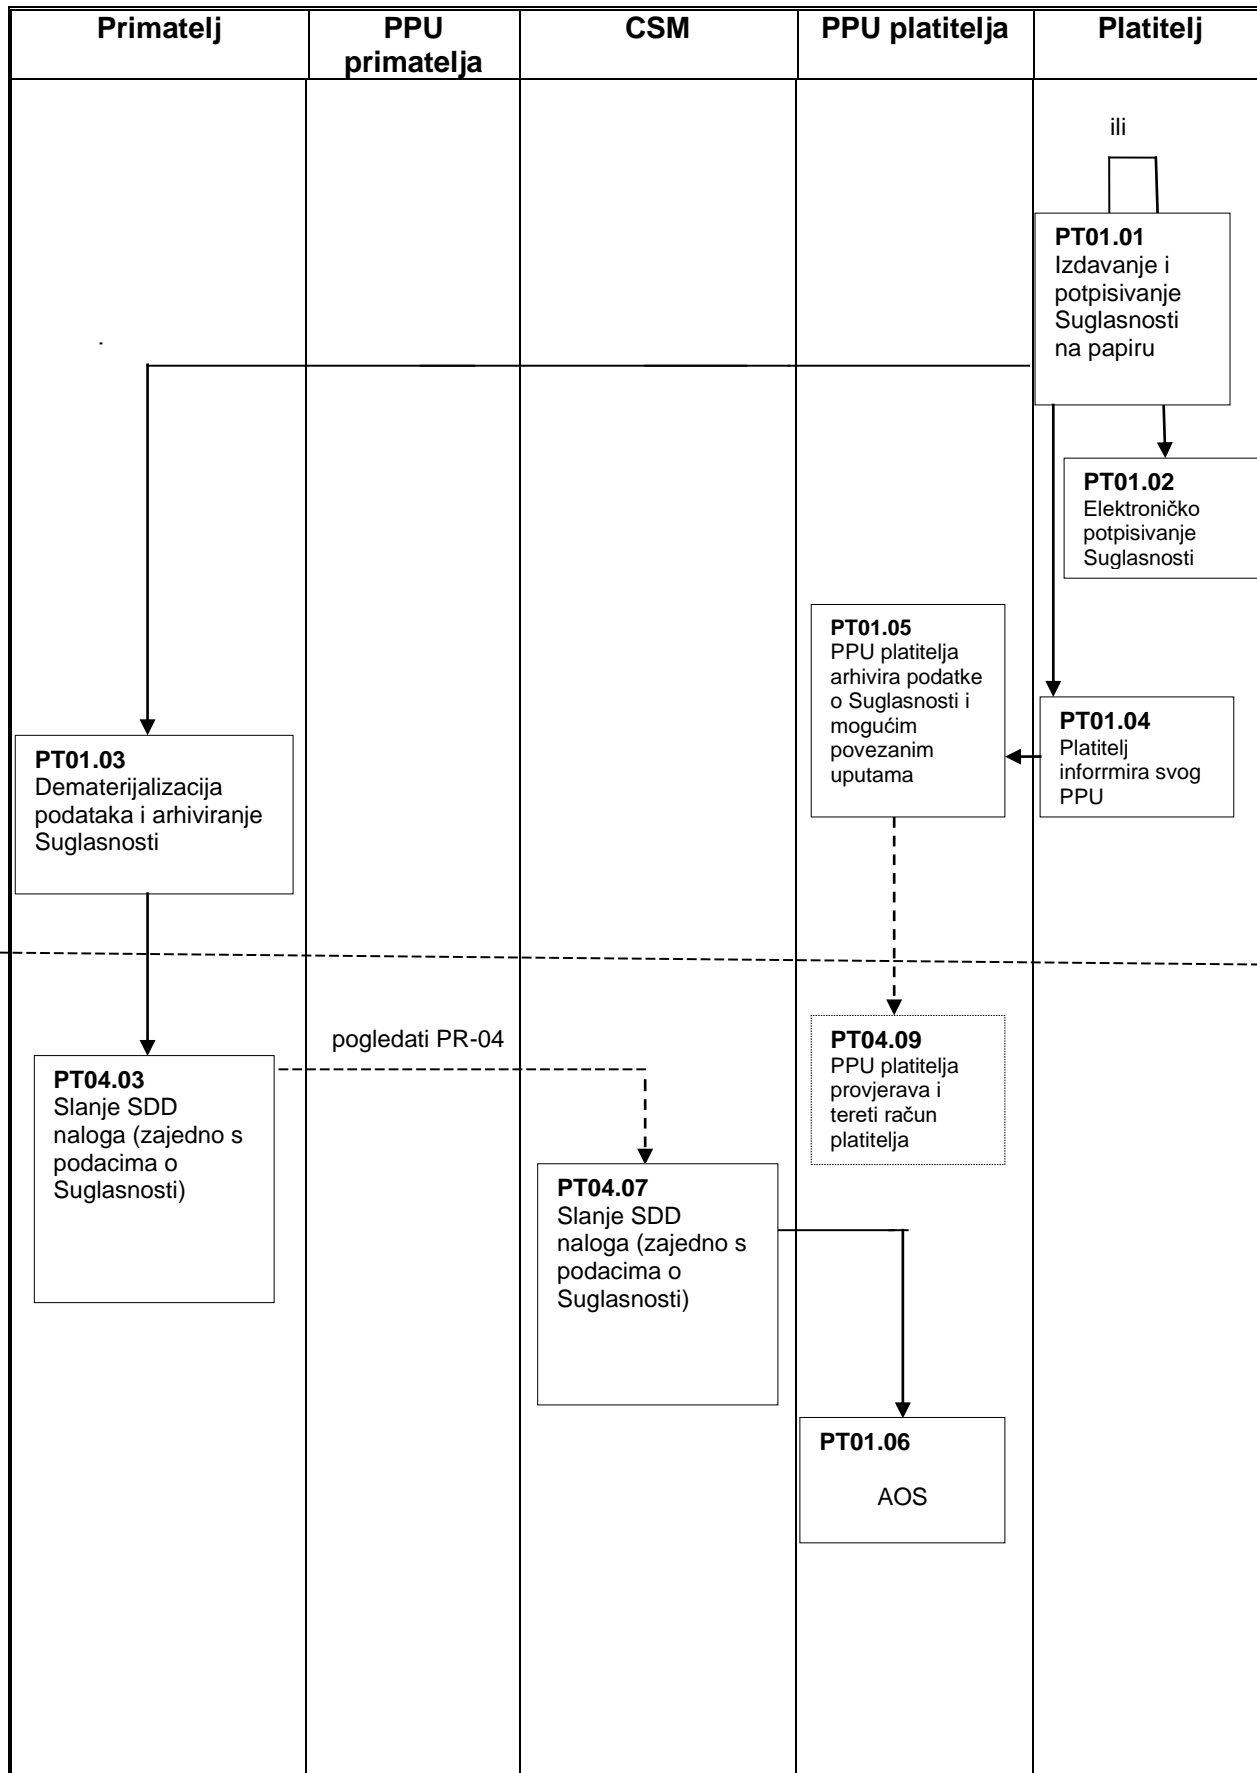 Primatelj
PPU
primatelja
CSM
PPU platitelja
Platitelj
ili
PT01.01
Izdavanje i
potpisivanje
Suglasnosti
na papiru
PT01.02
Elektroničko
potpisivanje
Suglasnosti
PT01.05
PPU platitelja
arhivira podatke
o Suglasnosti i
mogućim
povezanim
uputama
PT01.04
Platitelj
inforrmira svog
PPU
PT01.03
Dematerijalizacija
podataka i arhiviranje
Suglasnosti
pogledati PR-04
PT04.09
PPU platitelja
provjerava i
tereti račun
platitelja
PT04.03
Slanje SDD
naloga (zajedno s
podacima o
Suglasnosti)
PT04.07
Slanje SDD
naloga (zajedno s
podacima o
Suglasnosti)
PT01.06
AOS